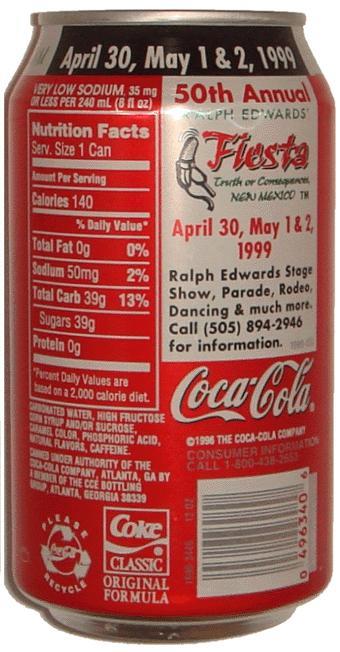 April 30, May 1 & 2, 1999
VERY LOW SODIUM, 35 mg
OR LESS PER 240 mL (8 fl oz)
Nutrition Facts
Serv. Size 1 Can
Amount Per Serving
Calories 140
% Daily Value*
Total Fat 0g 0%
Sodium 50mg 2%
Total Carb 39g 13%
Sugars 39g
Protein 0g
*Percent Daily Values are
based on a 2,000 calorie diet.
CARBONATED WATER, HIGH FRUCTOSE
CORN SYRUP AND/OR SUCROSE,
CARAMEL COLOR, PHOSPHORIC ACID,
NATURAL FLAVORS, CAFFEINE.
CANNED UNDER AUTHORITY OF THE
COCA-COLA COMPANY, ATLANTA, GA BY
A MEMBER OF THE CCE BOTTLING
GROUP, ATLANTA, GEORGIA 30339
PLEASE
Coca-Cola
RECYCLE
Coke
CLASSIC
ORIGINAL
FORMULA
50th Annual
RALPH EDWARDS'
Fiesta
Truth or Consequences,
NEW MEXICO TM
April 30, May 1 & 2,
1999
Ralph Edwards Stage
Show, Parade, Rodeo,
Dancing & much more.
Call (505) 894-2946
for information.
Coca-Cola®
©1996 THE COCA-COLA COMPANY
CONSUMER INFORMATION
CALL 1-800-438-2653
12 OZ
0 496340 6